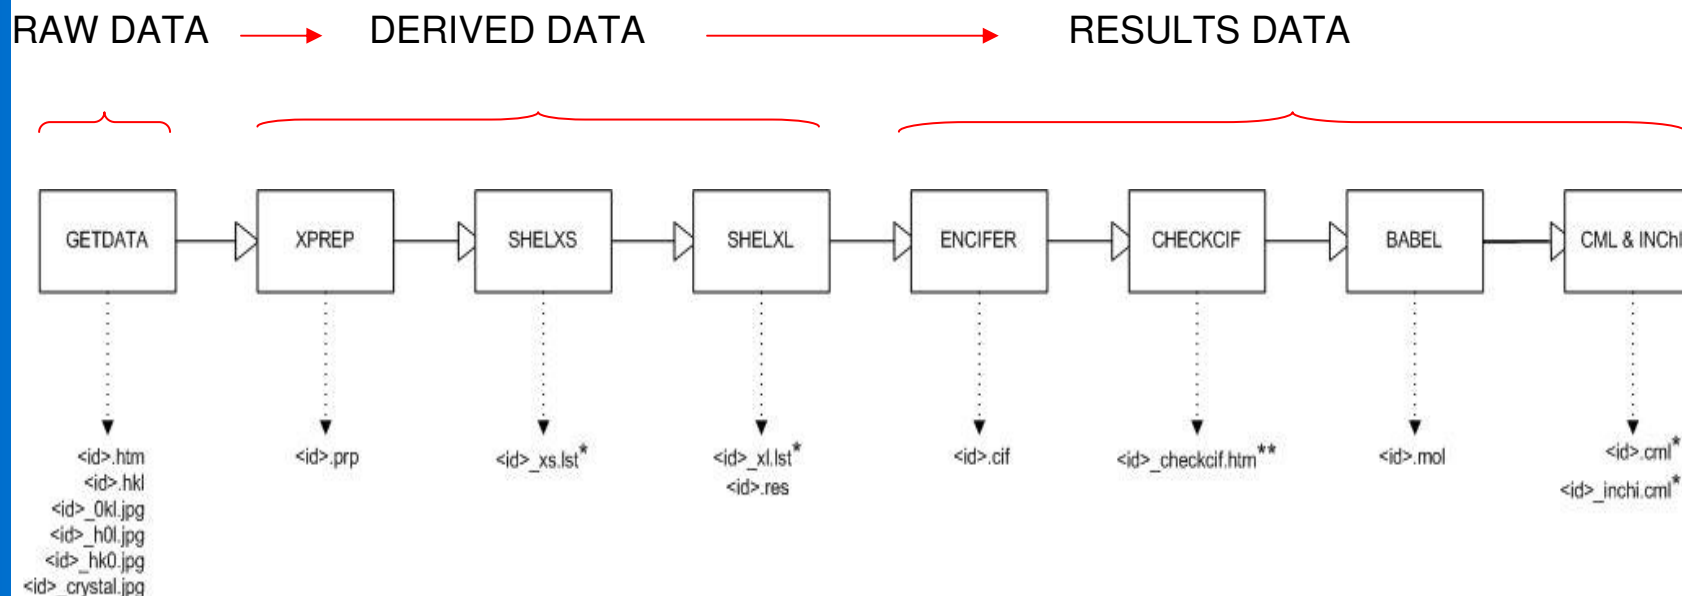 RAW DATA DERIVED DATA RESULTS DATA
GETDATA XPREP SHELXS SHELXL ENCIFER CHECKCIF BABEL CML & INChI
<id>.htm
<id>.hkl
<id>_0kl.jpg
<id>_h0l.jpg
<id>_hk0.jpg
<id>_crystal.jpg
<id>.prp
<id>_xs.lst*
<id>_xl.lst*
<id>.res
<id>.cif
<id>_checkcif.htm**
<id>.mol
<id>.cml*
<id>_inchi.cml*